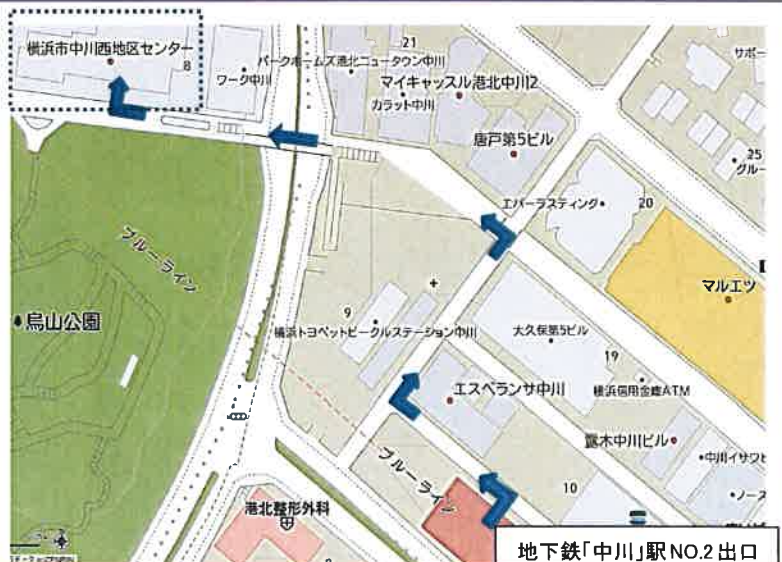 横浜市中川西地区センター
8
ワーク中川
パークホームズ港北ニュータウン中川
21
マイキャッスル港北中川2
カラット中川
唐戸第5ビル
サポー
25
グルー
エバーラスティング
20
マルエツ
ブルーライン
烏山公園
9
横浜トヨペットビークルステーション中川
大久保第5ビル
19
横浜信用金庫ATM
エスペランサ中川
露木中川ビル
中川イサワビ
ブルーライン
10
ノース
港北整形外科
2
地下鉄「中川」駅NO.2出口